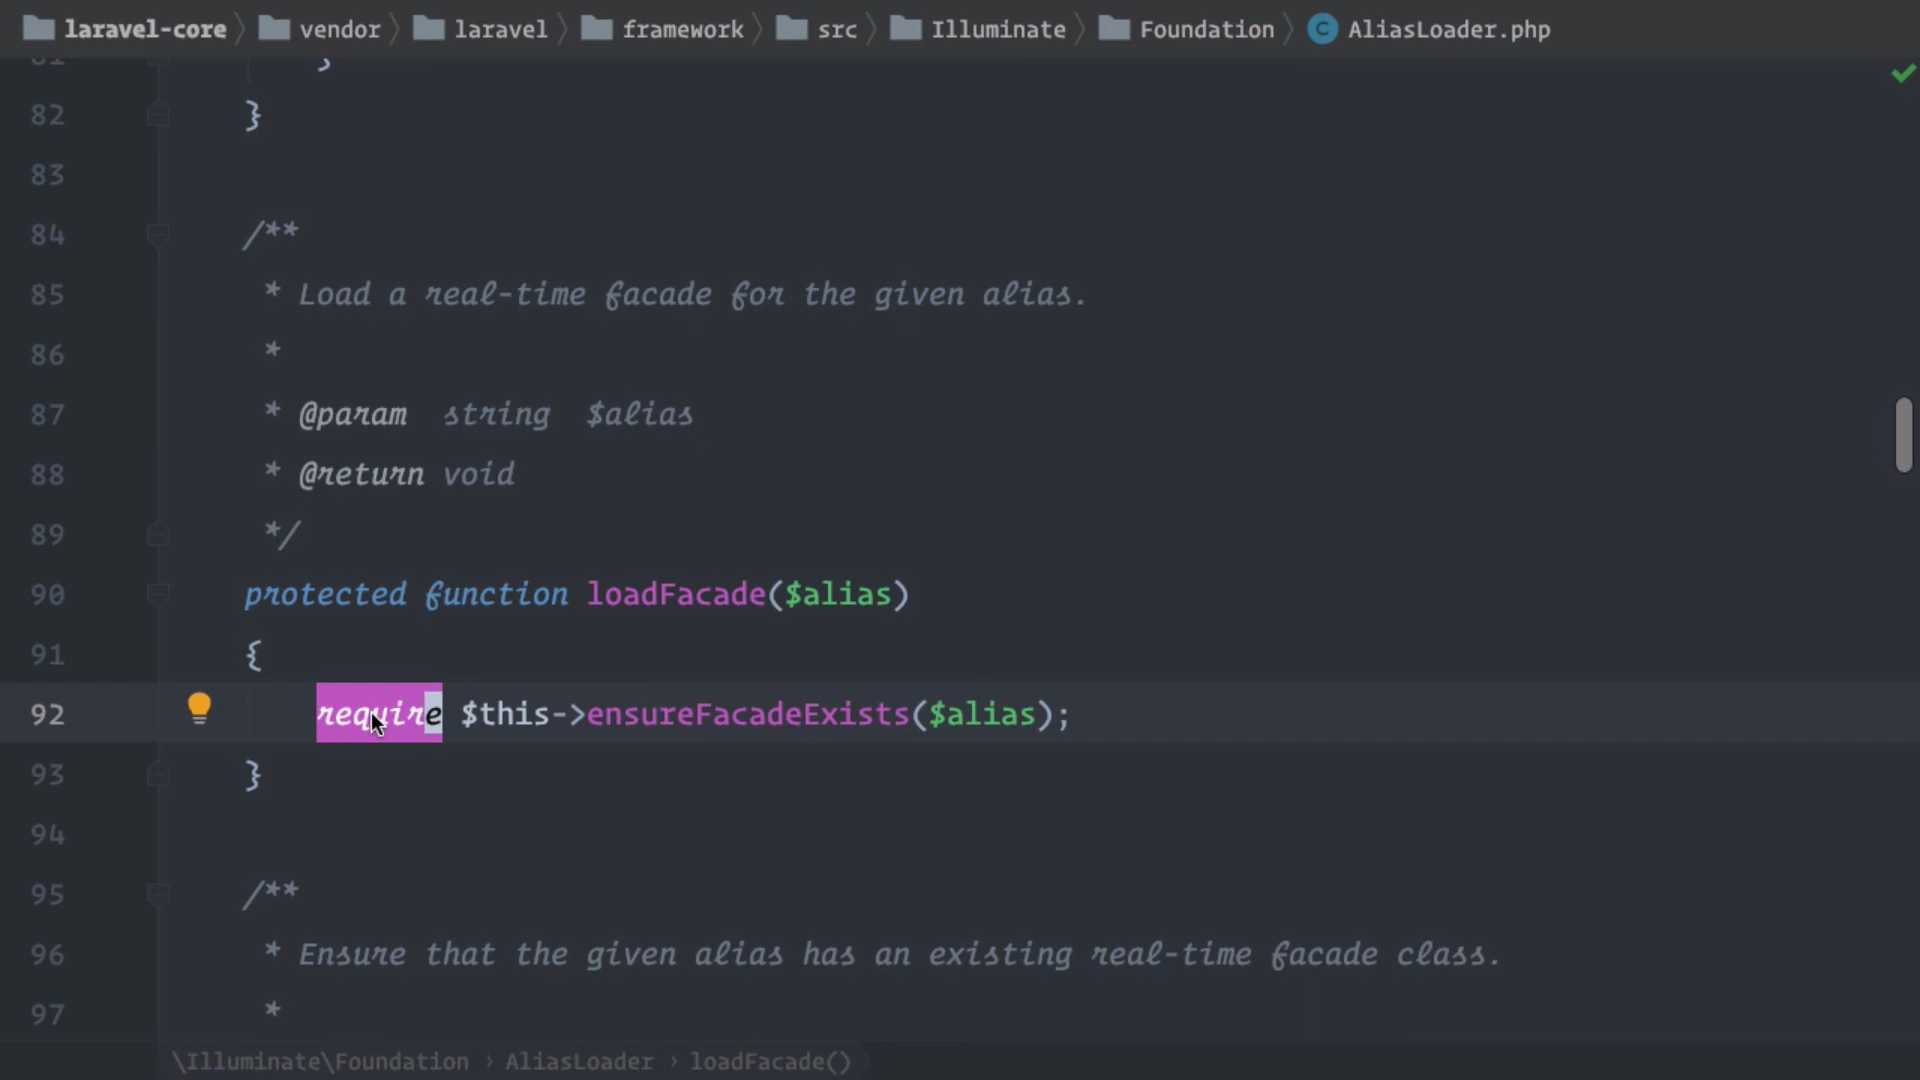 laravel-core vendor laravel framework src Illuminate Foundation C AliasLoader.php
81 }
82 }
83
84 /**
85 * Load a real-time facade for the given alias.
86 *
87 * @param string $alias
88 * @return void
89 */
90 protected function loadFacade($alias)
91 {
92 require $this->ensureFacadeExists($alias);
93 }
94
95 /**
96 * Ensure that the given alias has an existing real-time facade class.
97 *
\Illuminate\Foundation › AliasLoader › loadFacade()